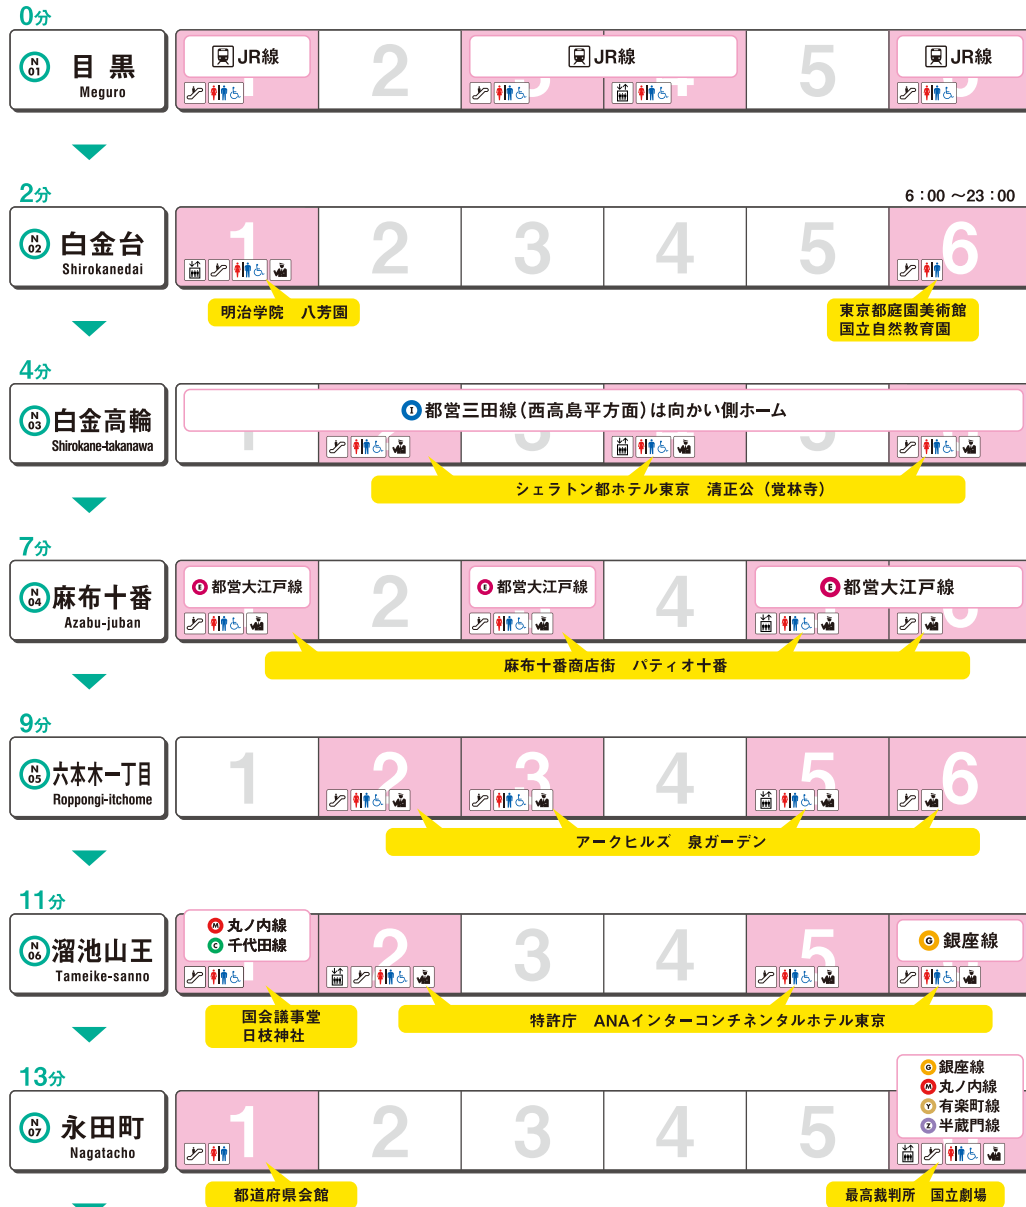 0分
N
01
目黒
Meguro
JR線
2
JR線
5
JR線
2分
6:00 ~23:00
N
02
白金台
Shirokanedai
1
2
3
4
5
6
明治学院 八芳園
東京都庭園美術館
国立自然教育園
4分
N
03
白金高輪
Shirokane-takanawa
I 都営三田線(西高島平方面)は向かい側ホーム
シェラトン都ホテル東京 清正公(覚林寺)
7分
N
04
麻布十番
Azabu-juban
E 都営大江戸線
2
E 都営大江戸線
4
E 都営大江戸線
麻布十番商店街 パティオ十番
9分
N
05
六本木一丁目
Roppongi-itchome
1
2
3
4
5
6
アークヒルズ 泉ガーデン
11分
N
06
溜池山王
Tameike-sanno
M 丸ノ内線
C 千代田線
2
3
4
5
G 銀座線
国会議事堂
日枝神社
特許庁 ANAインターコンチネンタルホテル東京
13分
N
07
永田町
Nagatacho
1
2
3
4
5
G 銀座線
M 丸ノ内線
Y 有楽町線
Z 半蔵門線
都道府県会館
最高裁判所 国立劇場